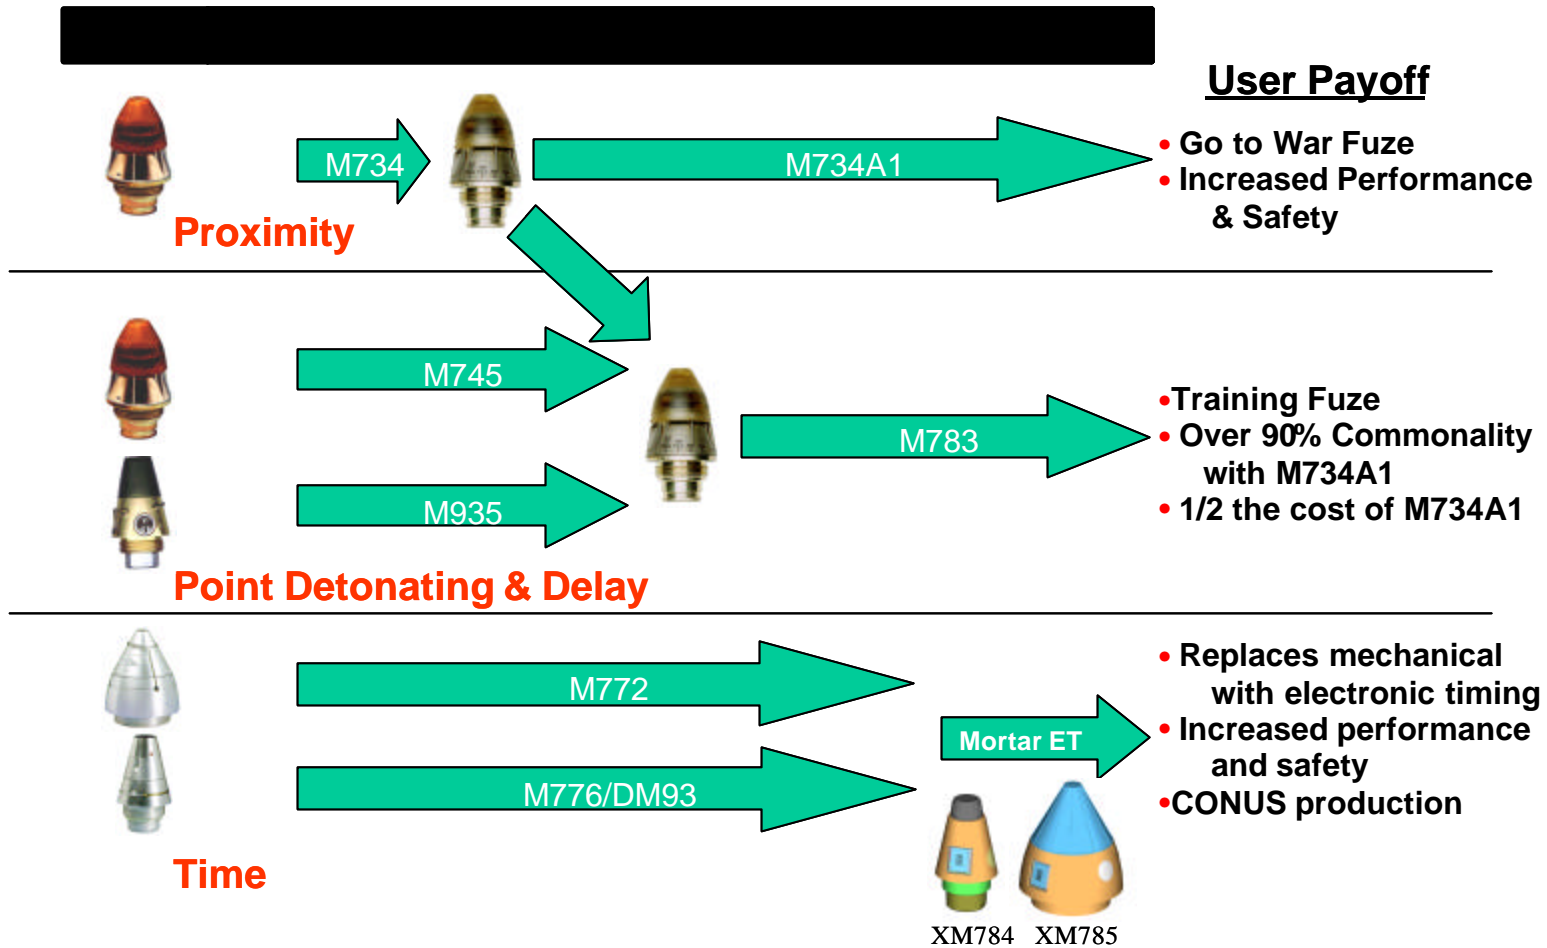 User Payoff
M734
M734A1
• Go to War Fuze
• Increased Performance
& Safety
Proximity
M745
M935
M783
•Training Fuze
• Over 90% Commonality
with M734A1
• 1/2 the cost of M734A1
Point Detonating & Delay
M772
M776/DM93
Mortar ET
• Replaces mechanical
with electronic timing
• Increased performance
and safety
•CONUS production
Time
XM784 XM785